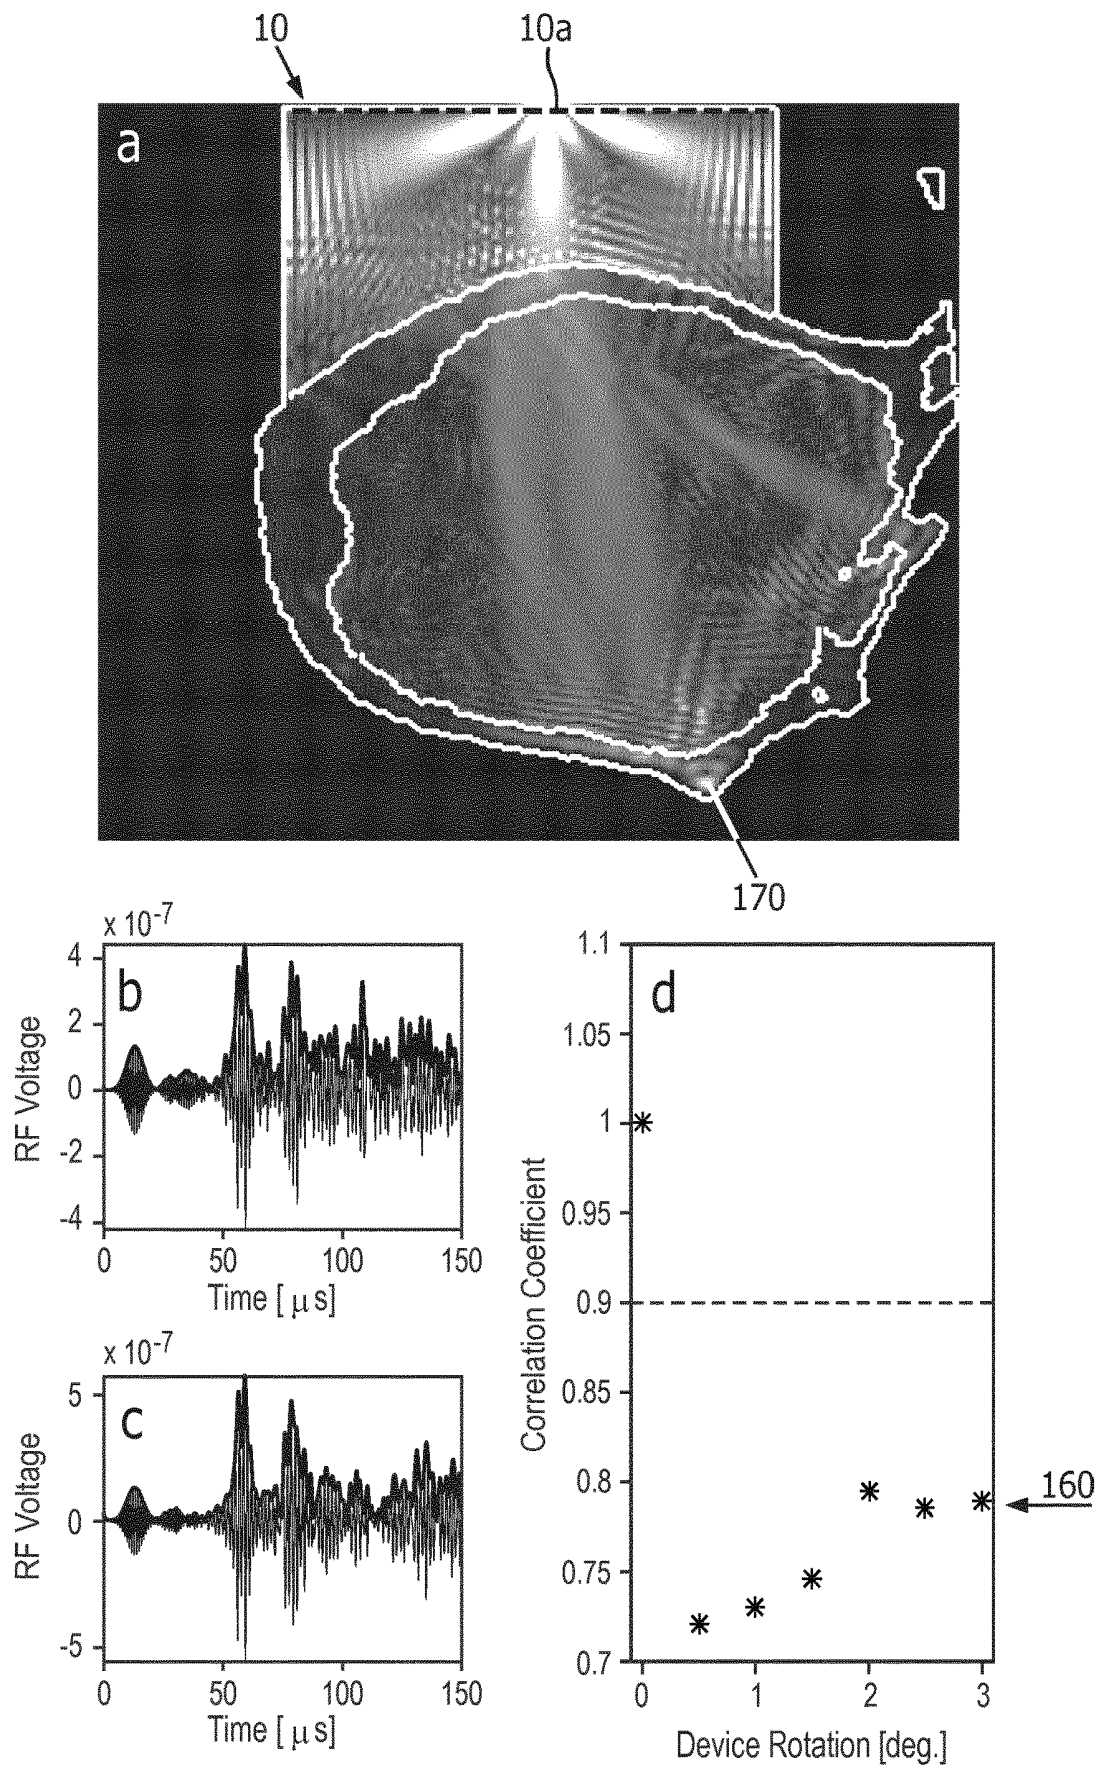 10
10a
a
170
x 10-7
b
4
2
0
-2
-4
RF Voltage
0 50 100 150
Time [ μs]
x 10-7
c
5
0
-5
RF Voltage
0 50 100 150
Time [ μs]
d
1.1
1.05
1
0.95
0.9
0.85
0.8
0.75
0.7
Correlation Coefficient
160
0 1 2 3
Device Rotation [deg.]